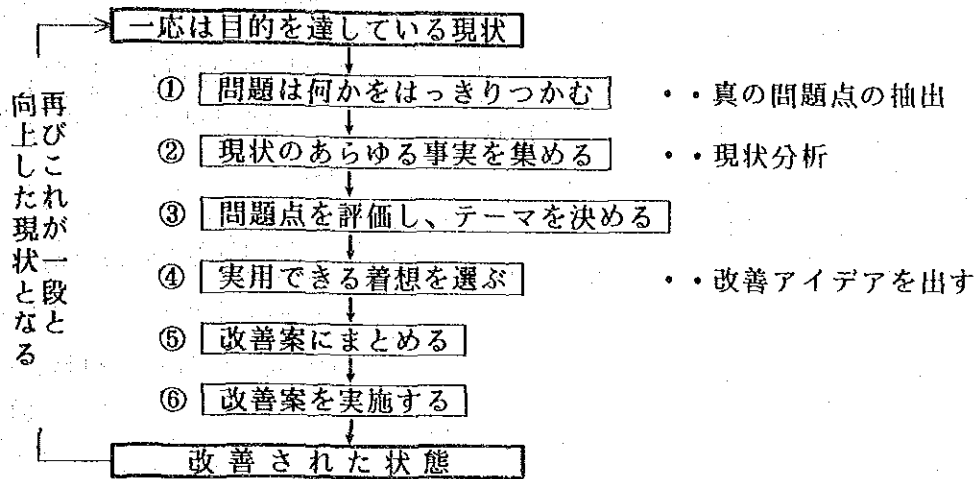 一応は目的を達している現状
① 問題は何かをはっきりつかむ ・・真の問題点の抽出
② 現状のあらゆる事実を集める ・・現状分析
③ 問題点を評価し、テーマを決める
④ 実用できる着想を選ぶ ・・改善アイデアを出す
⑤ 改善案にまとめる
⑥ 改善案を実施する
改善された状態
再びこれが一段と
向上した現状となる